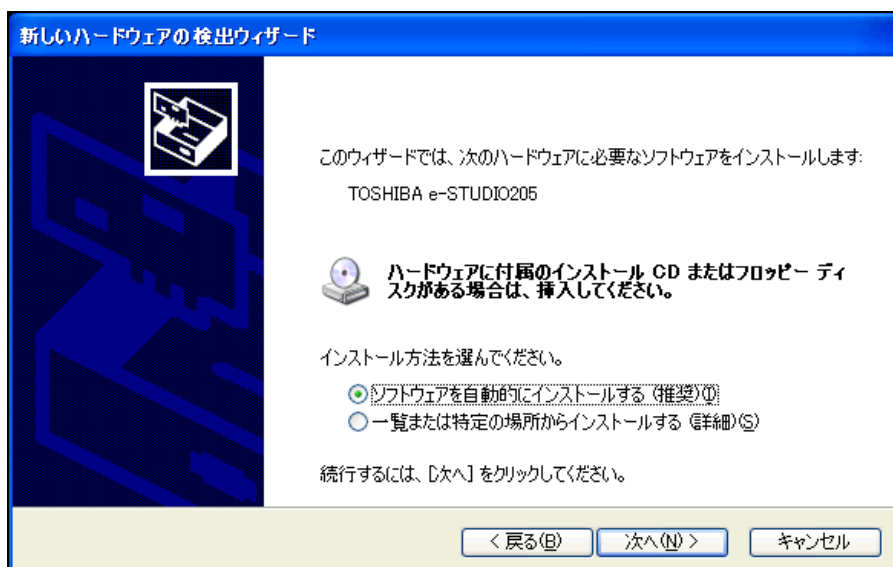 新しいハードウェアの検出ウィザード
このウィザードでは、次のハードウェアに必要なソフトウェアをインストールします:
TOSHIBA e-STUDIO205
ハードウェアに付属のインストール CD またはフロッピー ディ
スクがある場合は、挿入してください。
インストール方法を選んでください。
ソフトウェアを自動的にインストールする (推奨)(I)
一覧または特定の場所からインストールする (詳細)(S)
続行するには、[次へ] をクリックしてください。
< 戻る(B) 次へ(N) > キャンセル